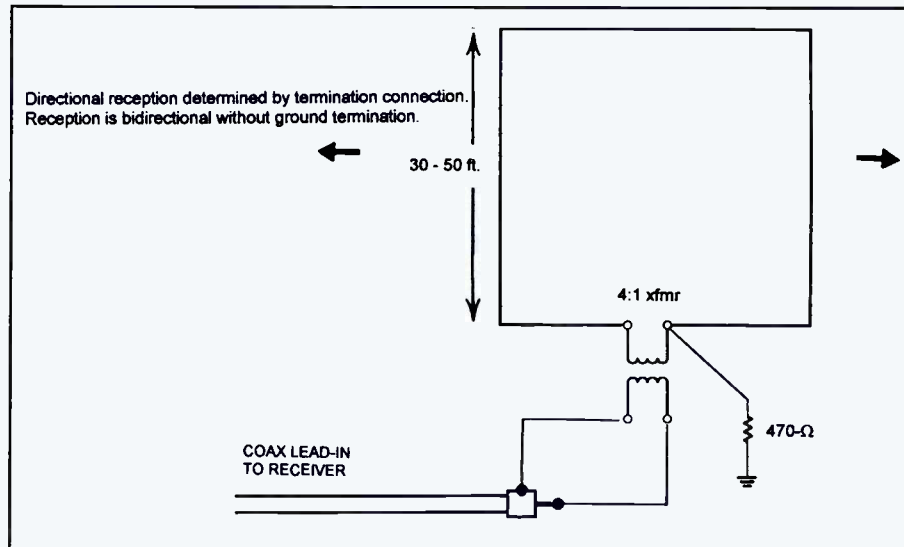 Directional reception determined by termination connection.
Reception is bidirectional without ground termination.
30 - 50 ft.
4:1 xfmr
470-Ω
COAX LEAD-IN
TO RECEIVER